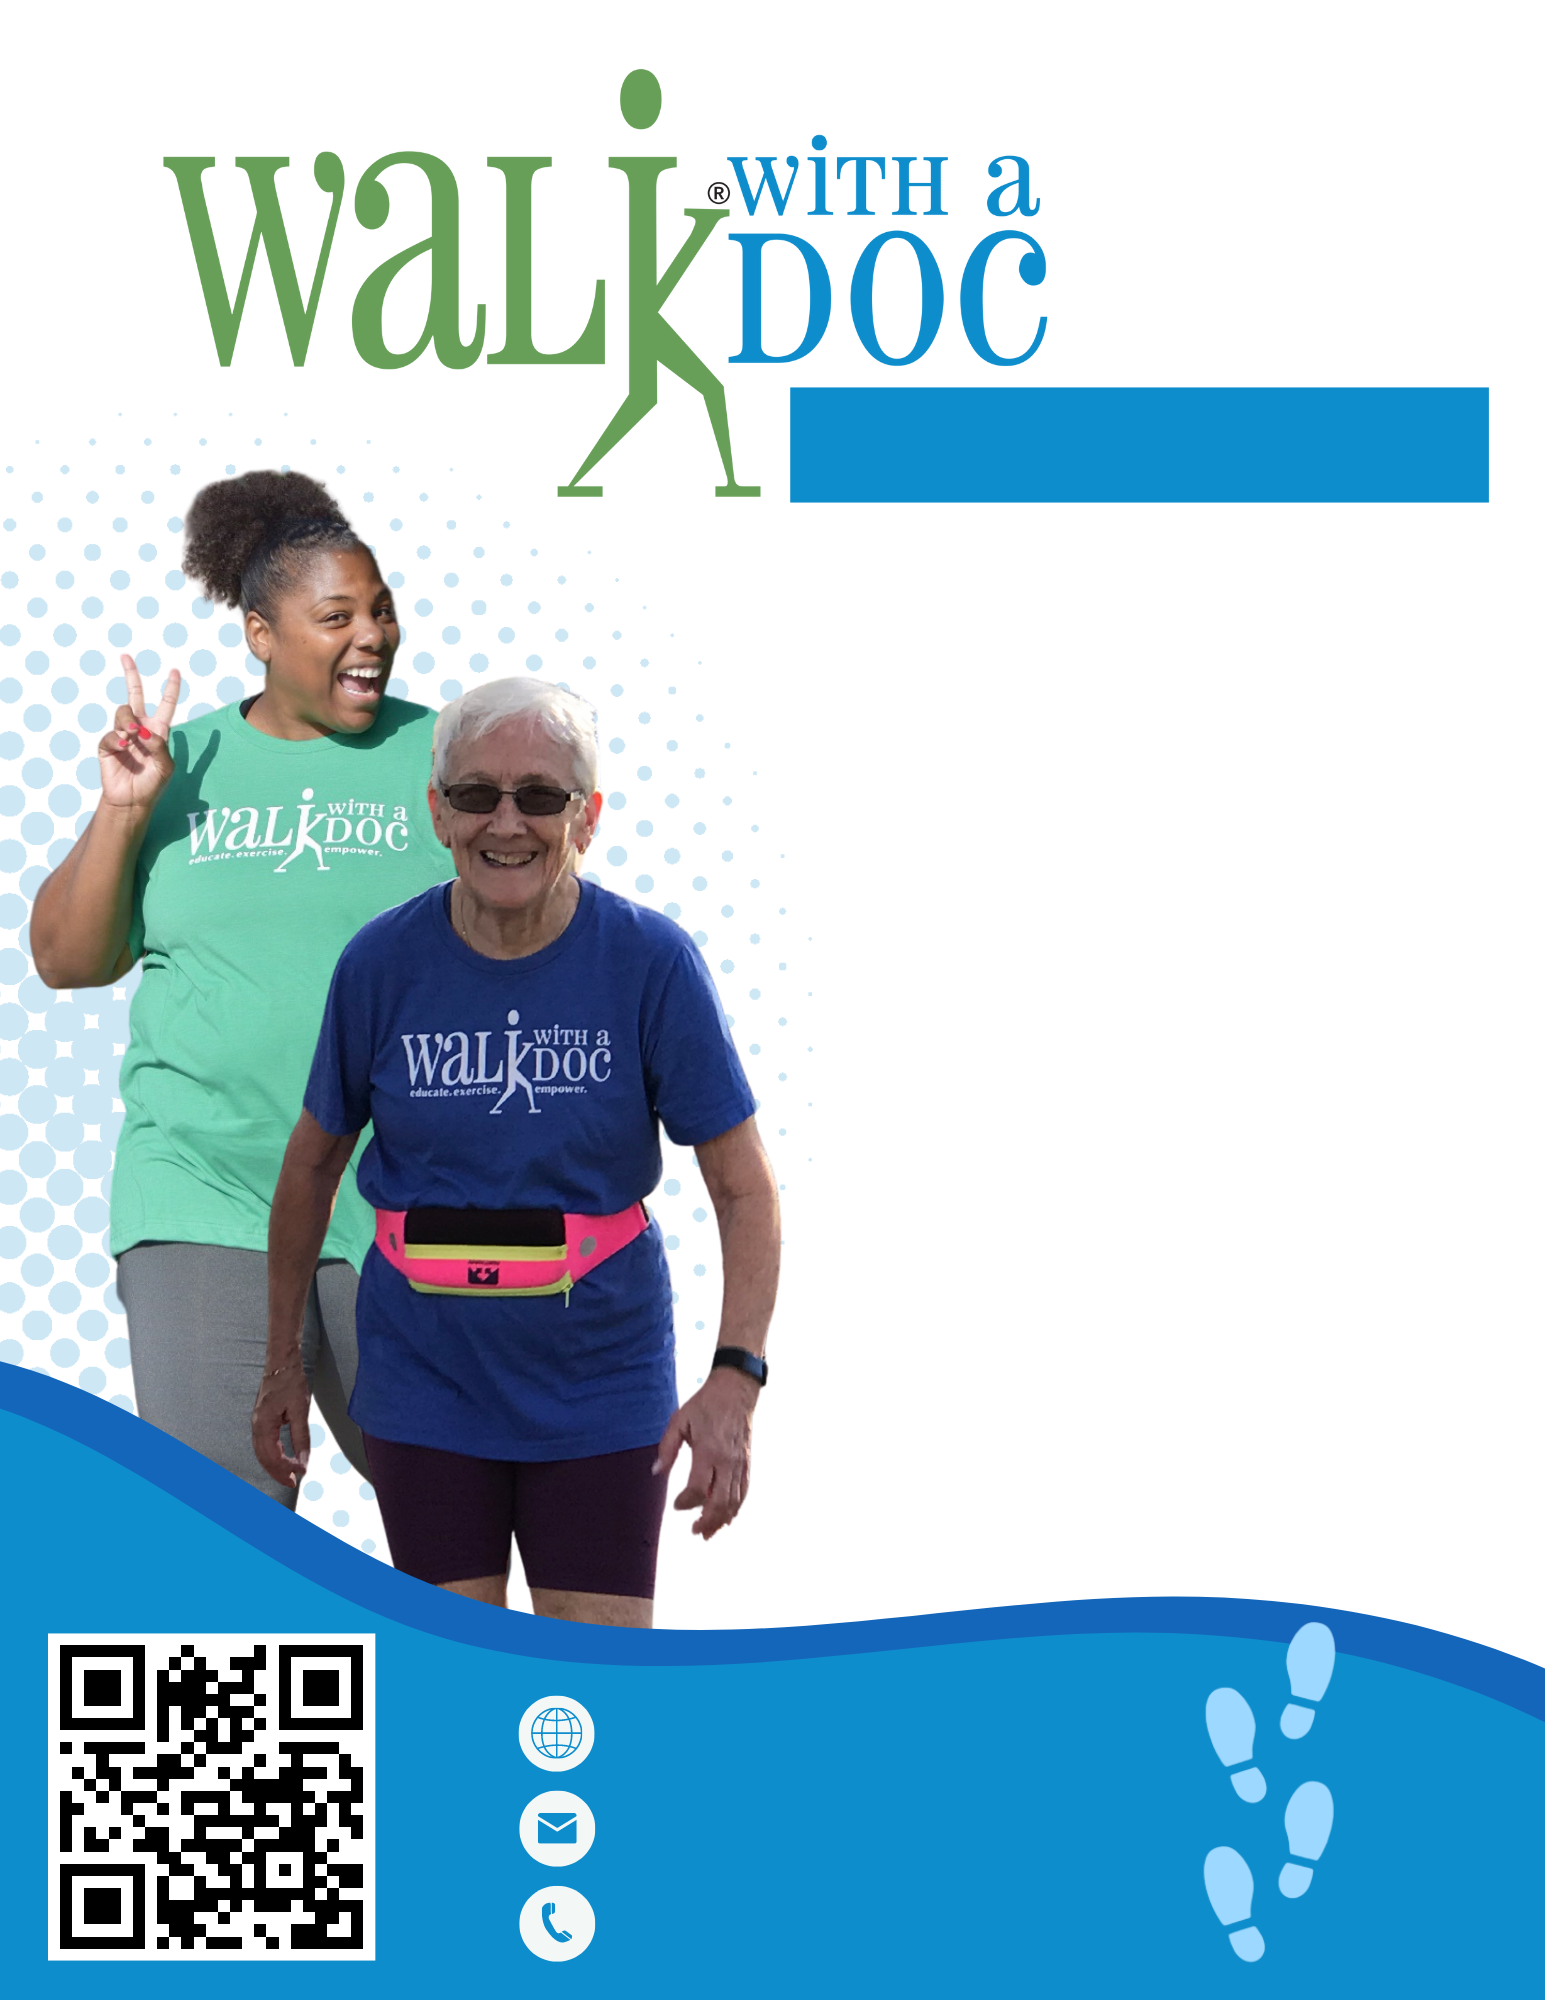 WaLk® WiTH a
DOC
WaLk WiTH a
DOC
educate. exercise. empower.
WaLk WiTH a
DOC
educate. exercise. empower.